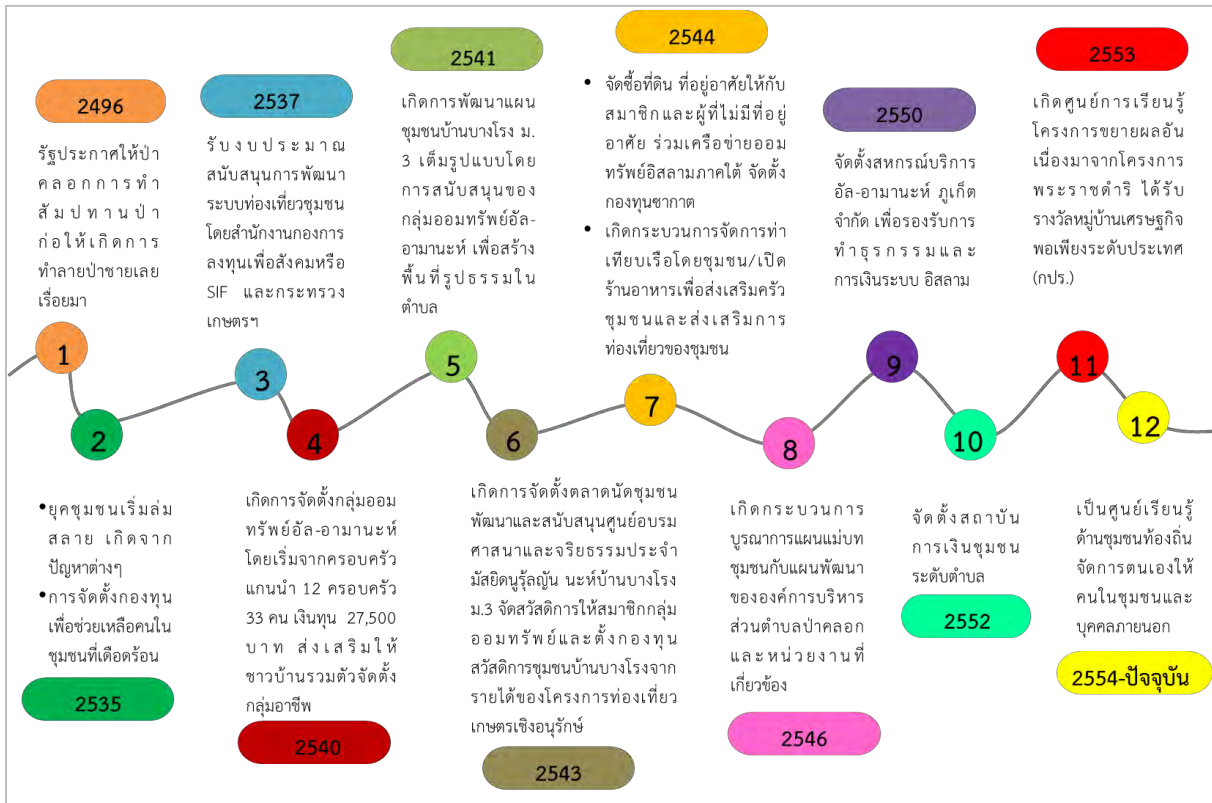 2496
รัฐประกาศให้ป่า
คลอกการทำ
สัมปทานป่า
ก่อให้เกิดการ
ทำลายป่าชายเลย
เรื่อยมา
1
2
•ยุคชุมชนเริ่มล่ม
สลาย เกิดจาก
ปัญหาต่างๆ
•การจัดตั้งกองทุน
เพื่อช่วยเหลือคนใน
ชุมชนที่เดือดร้อน
2535
2537
รับงบประมาณ
สนับสนุนการพัฒนา
ระบบท่องเที่ยวชุมชน
โดยสำนักงานกองการ
ลงทุนเพื่อสังคมหรือ
SIF และกระทรวง
เกษตรฯ
3
4
เกิดการจัดตั้งกลุ่มออม
ทรัพย์อัล-อามานะห์
โดยเริ่มจากครอบครัว
แกนนำ 12 ครอบครัว
33 คน เงินทุน 27,500
บาท ส่งเสริมให้
ชาวบ้านรวมตัวจัดตั้ง
กลุ่มอาชีพ
2540
2541
เกิดการพัฒนาแผน
ชุมชนบ้านบางโรง ม.
3 เต็มรูปแบบโดย
การสนับสนุนของ
กลุ่มออมทรัพย์อัล-
อามานะห์ เพื่อสร้าง
พื้นที่รูปธรรมใน
ตำบล
5
6
เกิดการจัดตั้งตลาดนัดชุมชน
พัฒนาและสนับสนุนศูนย์อบรม
ศาสนาและจริยธรรมประจำ
มัสยิดนูรุ้ลญัน นะห์บ้านบางโรง
ม.3 จัดสวัสดิการให้สมาชิกกลุ่ม
ออมทรัพย์และตั้งกองทุน
สวัสดิการชุมชนบ้านบางโรงจาก
รายได้ของโครงการท่องเที่ยว
เกษตรเชิงอนุรักษ์
2543
2544
• จัดซื้อที่ดิน ที่อยู่อาศัยให้กับ
สมาชิกและผู้ที่ไม่มีที่อยู่
อาศัย ร่วมเครือข่ายออม
ทรัพย์อิสลามภาคใต้ จัดตั้ง
กองทุนซากาต
• เกิดกระบวนการจัดการท่า
เทียบเรือโดยชุมชน/เปิด
ร้านอาหารเพื่อส่งเสริมครัว
ชุมชนและส่งเสริมการ
ท่องเที่ยวของชุมชน
7
8
เกิดกระบวนการ
บูรณาการแผนแม่บท
ชุมชนกับแผนพัฒนา
ขององค์การบริหาร
ส่วนตำบลป่าคลอก
และหน่วยงานที่
เกี่ยวข้อง
2546
2550
จัดตั้งสหกรณ์บริการ
อัล-อามานะห์ ภูเก็ต
จำกัด เพื่อรองรับการ
ทำธุรกรรมและ
การเงินระบบ อิสลาม
9
10
จัดตั้งสถาบัน
การเงินชุมชน
ระดับตำบล
2552
2553
เกิดศูนย์การเรียนรู้
โครงการขยายผลอัน
เนื่องมาจากโครงการ
พระราชดำริ ได้รับ
รางวัลหมู่บ้านเศรษฐกิจ
พอเพียงระดับประเทศ
(กปร.)
11
12
เป็นศูนย์เรียนรู้
ด้านชุมชนท้องถิ่น
จัดการตนเองให้
คนในชุมชนและ
บุคคลภายนอก
2554-ปัจจุบัน